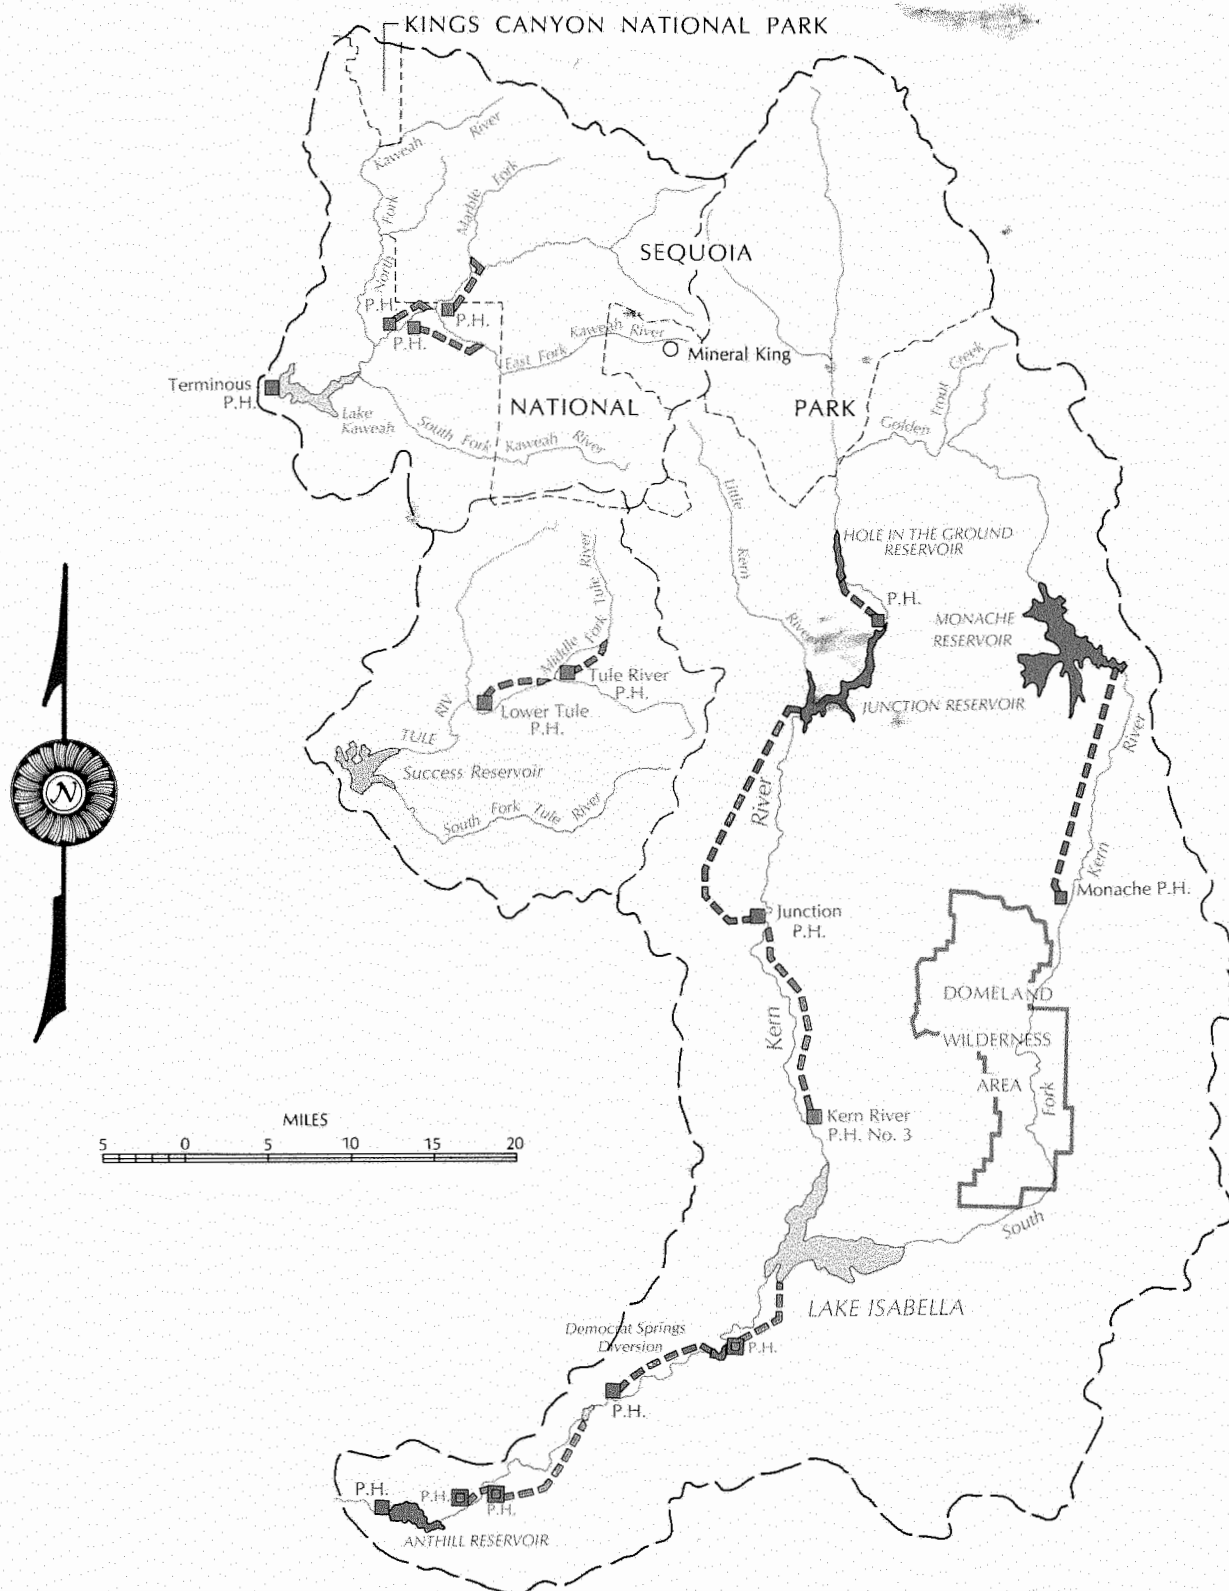 KINGS CANYON NATIONAL PARK
Kaweah River
Marble Fork
North Fork
SEQUOIA
P.H.
P.H.
P.H.
Kaweah River
East Fork
Mineral King
Terminous
P.H.
Lake
Kaweah
NATIONAL
PARK
South Fork Kaweah River
Golden Trout Creek
Little Kern River
HOLE IN THE GROUND
RESERVOIR
P.H.
MONACHE
RESERVOIR
Middle Fork Tule River
Tule River
P.H.
Lower Tule
P.H.
JUNCTION RESERVOIR
TULE RIV
Success Reservoir
South Fork Tule River
N
River
River
Kern
Monache P.H.
Junction
P.H.
DOMELAND
WILDERNESS
AREA
Kern
Fork
South
MILES
5 0 5 10 15 20
Kern River
P.H. No. 3
LAKE ISABELLA
Democrat Springs
Diversion
P.H.
P.H.
P.H.
P.H.
P.H.
ANTHILL RESERVOIR